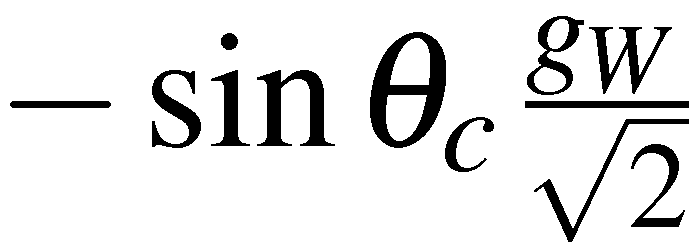 − sin θ_c g_W/√2